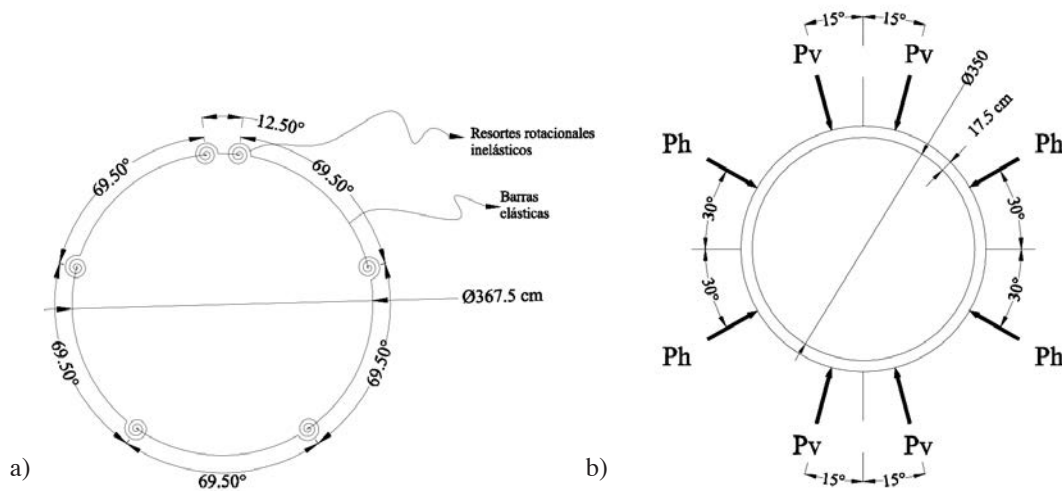 12.50°
Resortes rotacionales
inelásticos
69.50°
69.50°
Barras
elásticas
Ø367.5 cm
69.50°
69.50°
69.50°
a)
15°
15°
Pv
Pv
Ø350
17.5 cm
Ph
Ph
30°
30°
30°
30°
Ph
Ph
Pv
Pv
15°
15°
b)